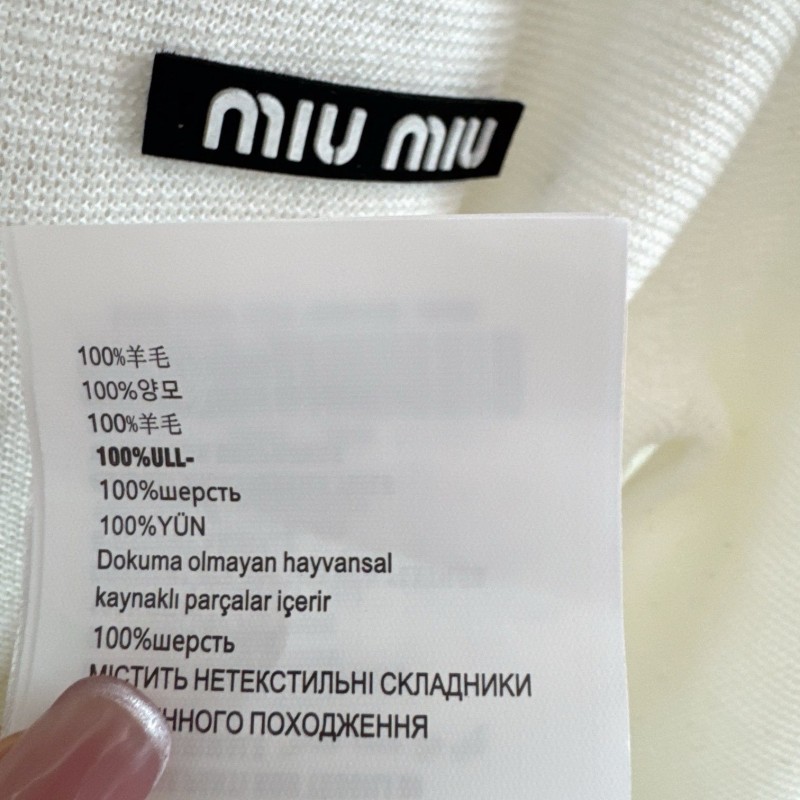 MIU MIU
100%羊毛
100%양모
100%羊毛
100%ULL-
100%шерсть
100%YÜN
Dokuma olmayan hayvansal
kaynaklı parçalar içerir
100%шерсть
МІСТИТЬ НЕТЕКСТИЛЬНІ СКЛАДНИКИ
ПОХОДЖЕННЯ